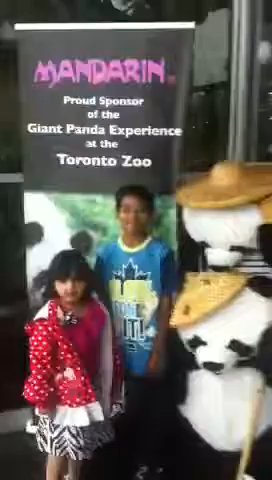 MANDARIN
Proud Sponsor
of the
Giant Panda Experience
at the
Toronto Zoo